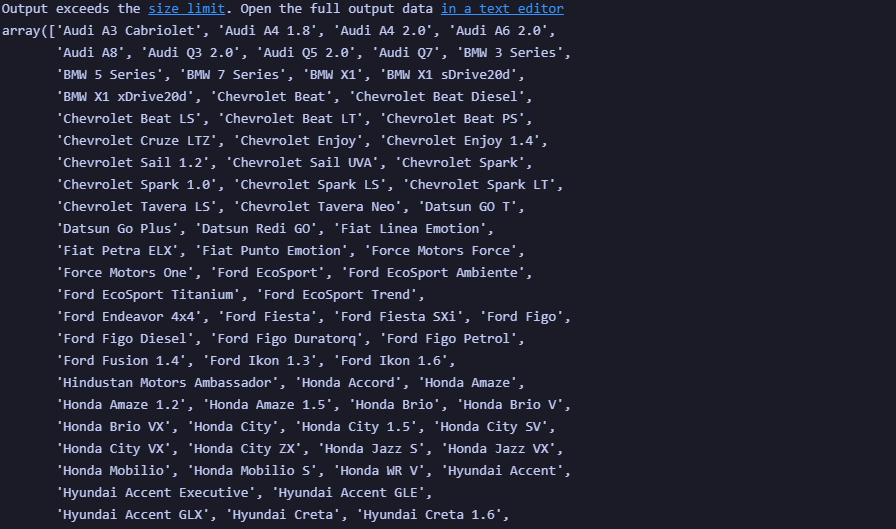 Output exceeds the size limit. Open the full output data in a text editor
array(['Audi A3 Cabriolet', 'Audi A4 1.8', 'Audi A4 2.0', 'Audi A6 2.0',
'Audi A8', 'Audi Q3 2.0', 'Audi Q5 2.0', 'Audi Q7', 'BMW 3 Series',
'BMW 5 Series', 'BMW 7 Series', 'BMW X1', 'BMW X1 sDrive20d',
'BMW X1 xDrive20d', 'Chevrolet Beat', 'Chevrolet Beat Diesel',
'Chevrolet Beat LS', 'Chevrolet Beat LT', 'Chevrolet Beat PS',
'Chevrolet Cruze LTZ', 'Chevrolet Enjoy', 'Chevrolet Enjoy 1.4',
'Chevrolet Sail 1.2', 'Chevrolet Sail UVA', 'Chevrolet Spark',
'Chevrolet Spark 1.0', 'Chevrolet Spark LS', 'Chevrolet Spark LT',
'Chevrolet Tavera LS', 'Chevrolet Tavera Neo', 'Datsun GO T',
'Datsun Go Plus', 'Datsun Redi GO', 'Fiat Linea Emotion',
'Fiat Petra ELX', 'Fiat Punto Emotion', 'Force Motors Force',
'Force Motors One', 'Ford EcoSport', 'Ford EcoSport Ambiente',
'Ford EcoSport Titanium', 'Ford EcoSport Trend',
'Ford Endeavor 4x4', 'Ford Fiesta', 'Ford Fiesta SXi', 'Ford Figo',
'Ford Figo Diesel', 'Ford Figo Duratorq', 'Ford Figo Petrol',
'Ford Fusion 1.4', 'Ford Ikon 1.3', 'Ford Ikon 1.6',
'Hindustan Motors Ambassador', 'Honda Accord', 'Honda Amaze',
'Honda Amaze 1.2', 'Honda Amaze 1.5', 'Honda Brio', 'Honda Brio V',
'Honda Brio VX', 'Honda City', 'Honda City 1.5', 'Honda City SV',
'Honda City VX', 'Honda City ZX', 'Honda Jazz S', 'Honda Jazz VX',
'Honda Mobilio', 'Honda Mobilio S', 'Honda WR V', 'Hyundai Accent',
'Hyundai Accent Executive', 'Hyundai Accent GLE',
'Hyundai Accent GLX', 'Hyundai Creta', 'Hyundai Creta 1.6',